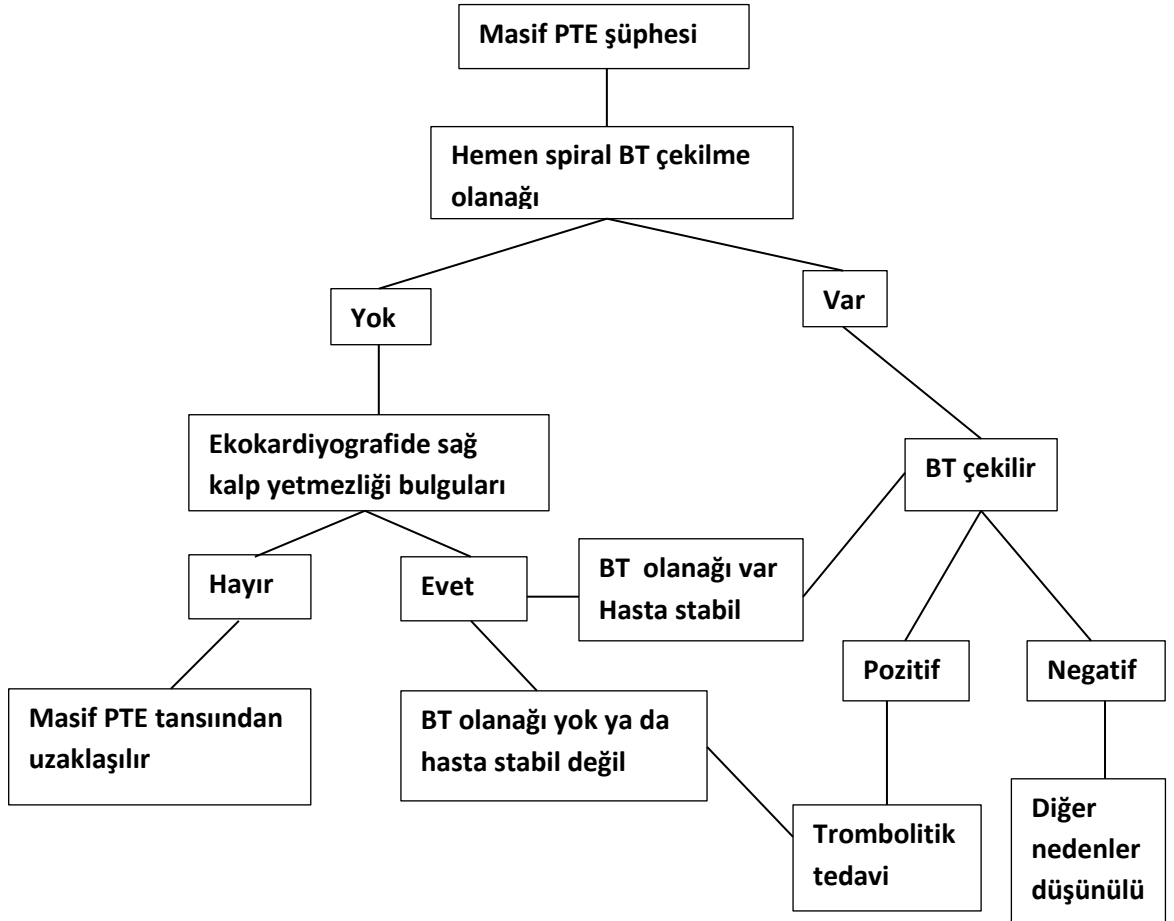 Masif PTE şüphesi
Hemen spiral BT çekilme
olanağı
Yok
Var
Ekokardiyografide sağ
kalp yetmezliği bulguları
BT çekilir
Hayır
Evet
BT olanağı var
Hasta stabil
Pozitif
Negatif
Masif PTE tansıından
uzaklaşılır
BT olanağı yok ya da
hasta stabil değil
Trombolitik
tedavi
Diğer
nedenler
düşünülü